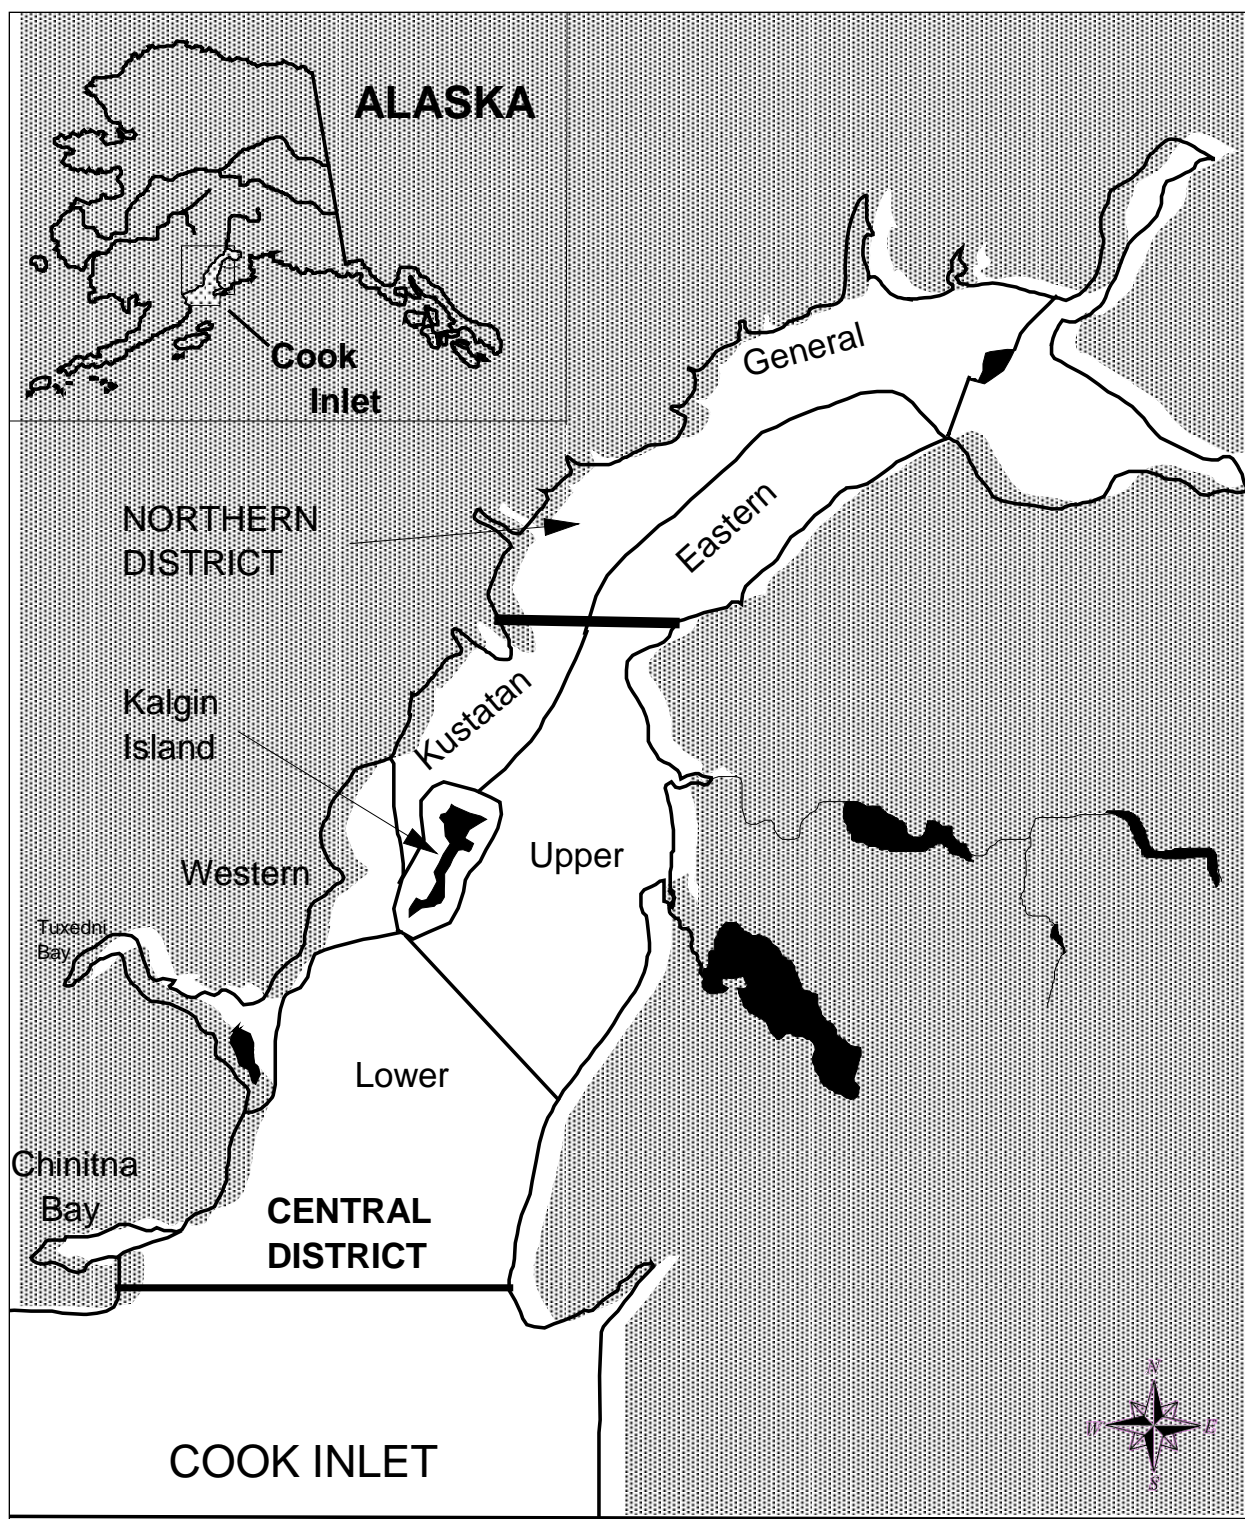 ALASKA
Cook
Inlet
General
NORTHERN
DISTRICT
Eastern
Kalgin
Island
Kustatan
Western
Upper
Tuxedni
Bay
Lower
Chinitna
Bay
CENTRAL
DISTRICT
COOK INLET
N
W
E
S